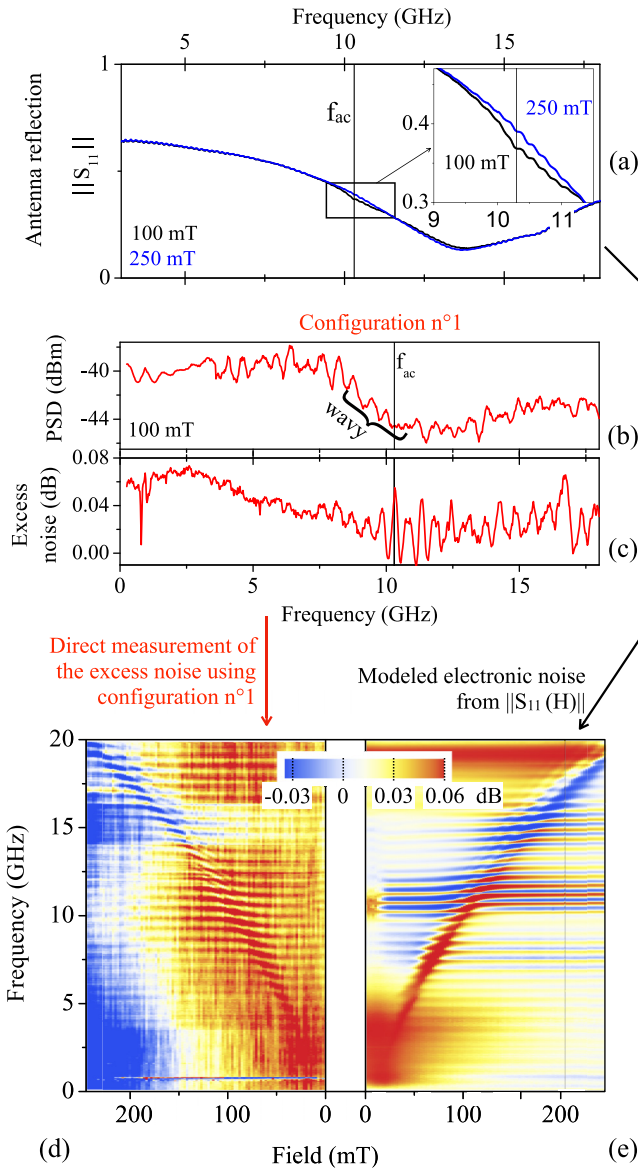 Frequency (GHz)
5 10 15
1
0
Antenna reflection
||S11||
fac
250 mT
100 mT
0.4
0.3
9 10 11
100 mT
250 mT
(a)
Configuration n°1
PSD (dBm)
-40
-44
fac
wavy
100 mT
(b)
Excess
noise (dB)
0.08
0.04
0.00
(c)
0 5 10 15
Frequency (GHz)
Direct measurement of
the excess noise using
configuration n°1
Modeled electronic noise
from ||S11(H)||
-0.03 0 0.03 0.06 dB
Frequency (GHz)
20
15
10
5
0
200 100 0
0 100 200
(d)
Field (mT)
(e)